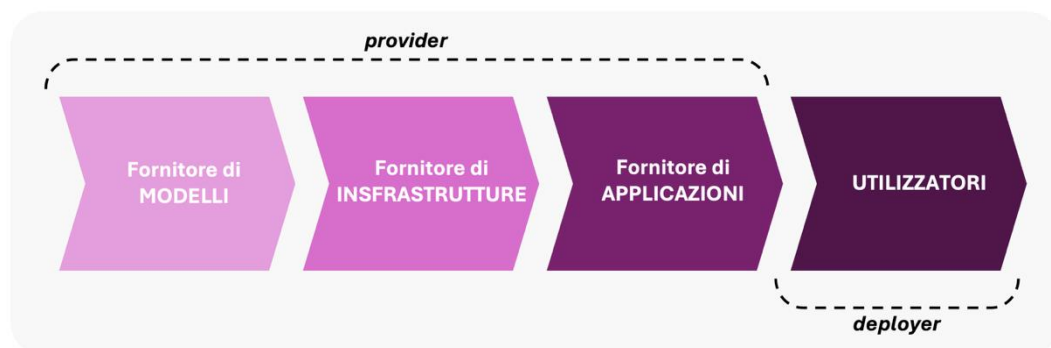 provider
Fornitore di
MODELLI
Fornitore di
INSFRASTRUTTURE
Fornitore di
APPLICAZIONI
UTILIZZATORI
deployer